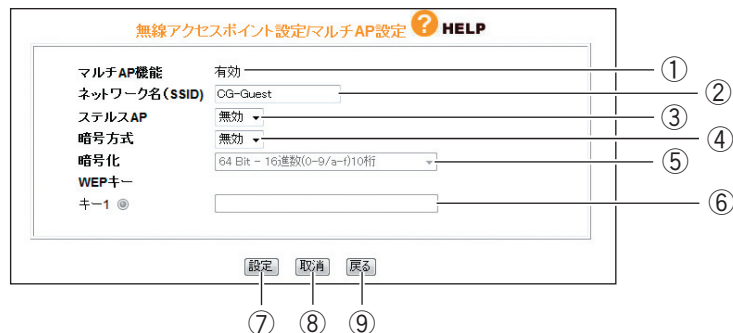 無線アクセスポイント設定/マルチAP設定 ? HELP
マルチAP機能 有効 ①
ネットワーク名(SSID) CG-Guest ②
ステルスAP 無効 ③
暗号方式 無効 ④
暗号化 64 Bit - 16進数(0-9/a-f)10桁 ⑤
WEPキー
キー1 ⑥
設定 取消 戻る
⑦ ⑧ ⑨